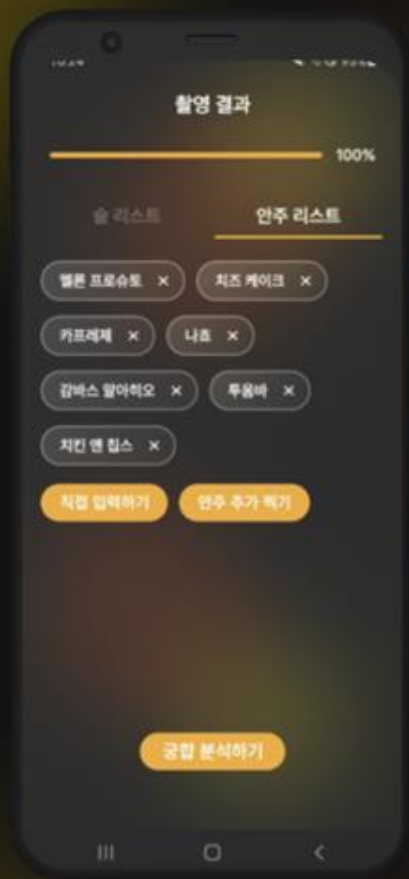 촬영 결과
100%
술 리스트
안주 리스트
멜론 프로슈토 ×
치즈 케이크 ×
카프레제 ×
나쵸 ×
감바스 알아히오 ×
투움바 ×
치킨 앤 칩스 ×
직접 입력하기
안주 추가 찍기
궁합 분석하기